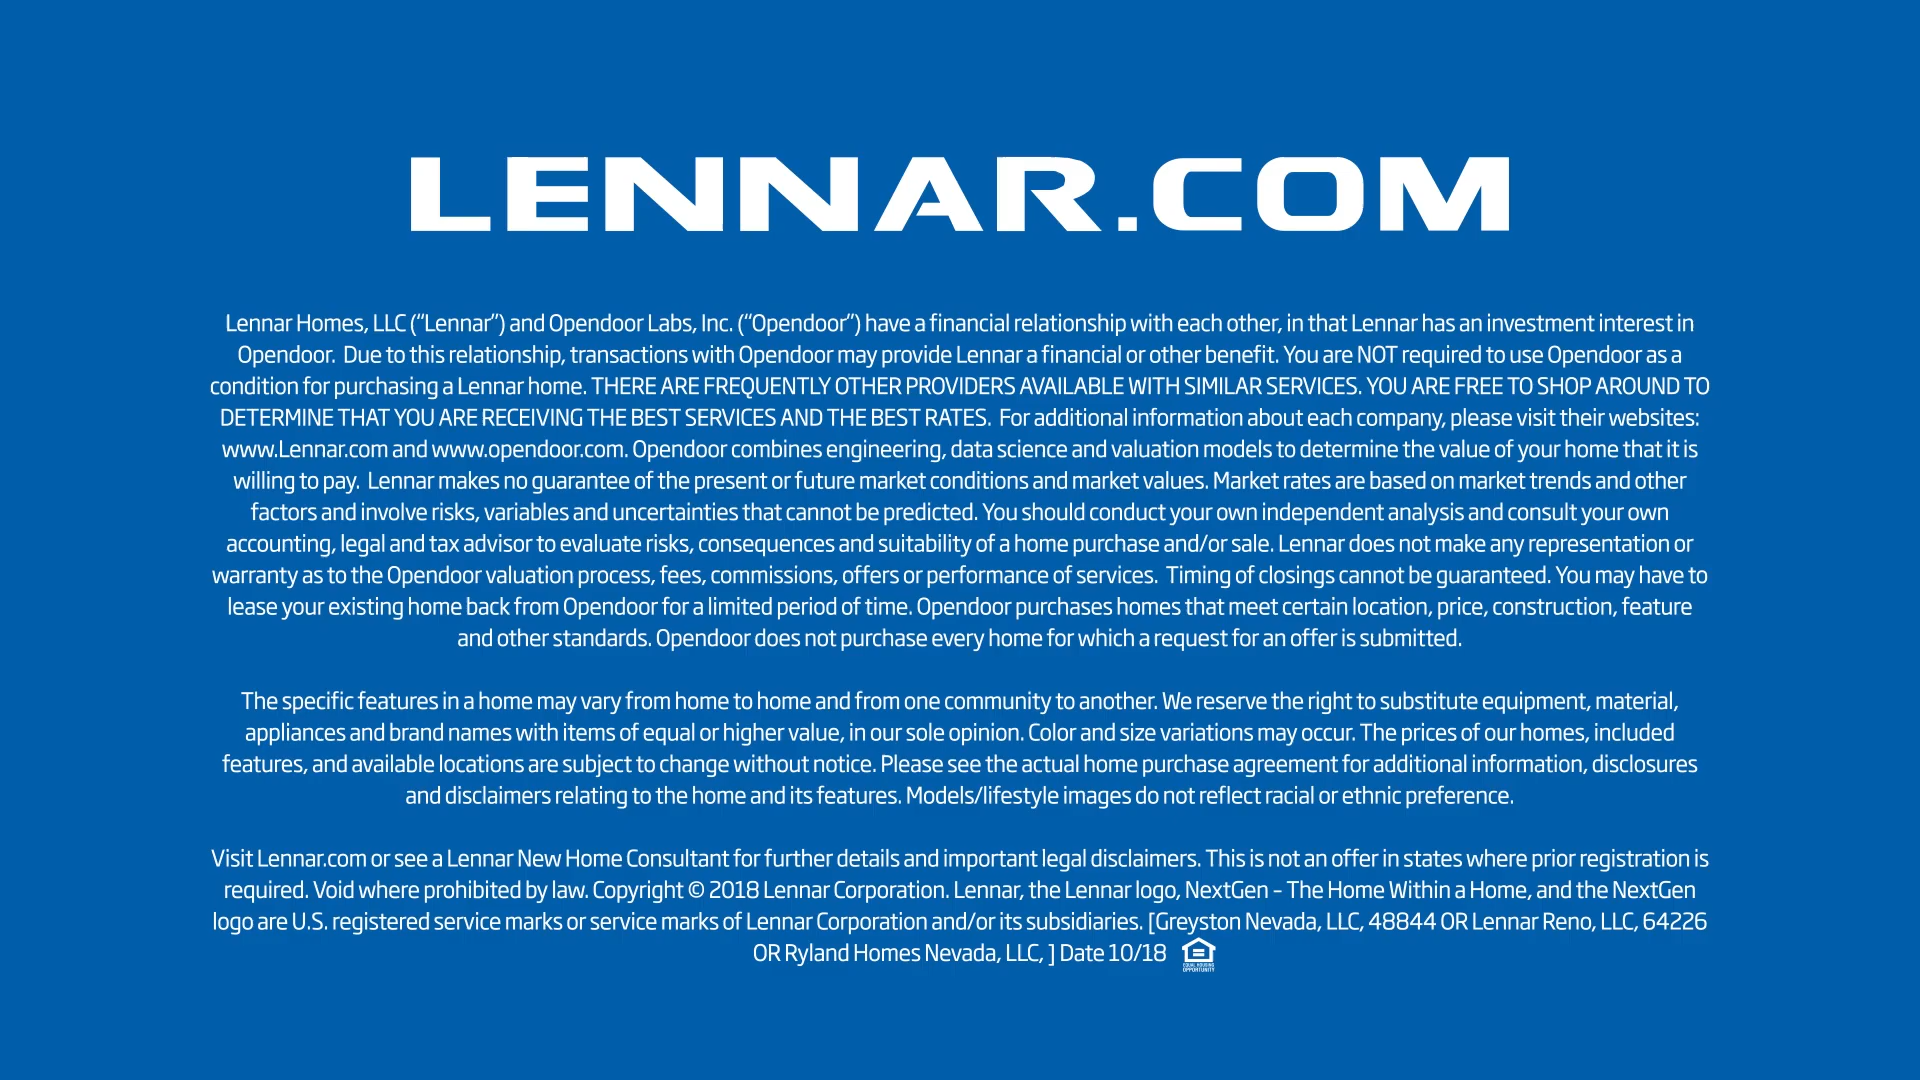 LENNAR.COM
Lennar Homes, LLC (“Lennar”) and Opendoor Labs, Inc. (“Opendoor”) have a financial relationship with each other, in that Lennar has an investment interest in
Opendoor.  Due to this relationship, transactions with Opendoor may provide Lennar a financial or other benefit. You are NOT required to use Opendoor as a
condition for purchasing a Lennar home. THERE ARE FREQUENTLY OTHER PROVIDERS AVAILABLE WITH SIMILAR SERVICES. YOU ARE FREE TO SHOP AROUND TO
DETERMINE THAT YOU ARE RECEIVING THE BEST SERVICES AND THE BEST RATES.  For additional information about each company, please visit their websites:
www.Lennar.com and www.opendoor.com. Opendoor combines engineering, data science and valuation models to determine the value of your home that it is
willing to pay.  Lennar makes no guarantee of the present or future market conditions and market values. Market rates are based on market trends and other
factors and involve risks, variables and uncertainties that cannot be predicted. You should conduct your own independent analysis and consult your own
accounting, legal and tax advisor to evaluate risks, consequences and suitability of a home purchase and/or sale. Lennar does not make any representation or
warranty as to the Opendoor valuation process, fees, commissions, offers or performance of services.  Timing of closings cannot be guaranteed. You may have to
lease your existing home back from Opendoor for a limited period of time. Opendoor purchases homes that meet certain location, price, construction, feature
and other standards. Opendoor does not purchase every home for which a request for an offer is submitted.
The specific features in a home may vary from home to home and from one community to another. We reserve the right to substitute equipment, material,
appliances and brand names with items of equal or higher value, in our sole opinion. Color and size variations may occur. The prices of our homes, included
features, and available locations are subject to change without notice. Please see the actual home purchase agreement for additional information, disclosures
and disclaimers relating to the home and its features. Models/lifestyle images do not reflect racial or ethnic preference.
Visit Lennar.com or see a Lennar New Home Consultant for further details and important legal disclaimers. This is not an offer in states where prior registration is
required. Void where prohibited by law. Copyright © 2018 Lennar Corporation. Lennar, the Lennar logo, NextGen – The Home Within a Home, and the NextGen
logo are U.S. registered service marks or service marks of Lennar Corporation and/or its subsidiaries. [Greyston Nevada, LLC, 48844 OR Lennar Reno, LLC, 64226
OR Ryland Homes Nevada, LLC, ] Date 10/18
EQUAL HOUSING
OPPORTUNITY